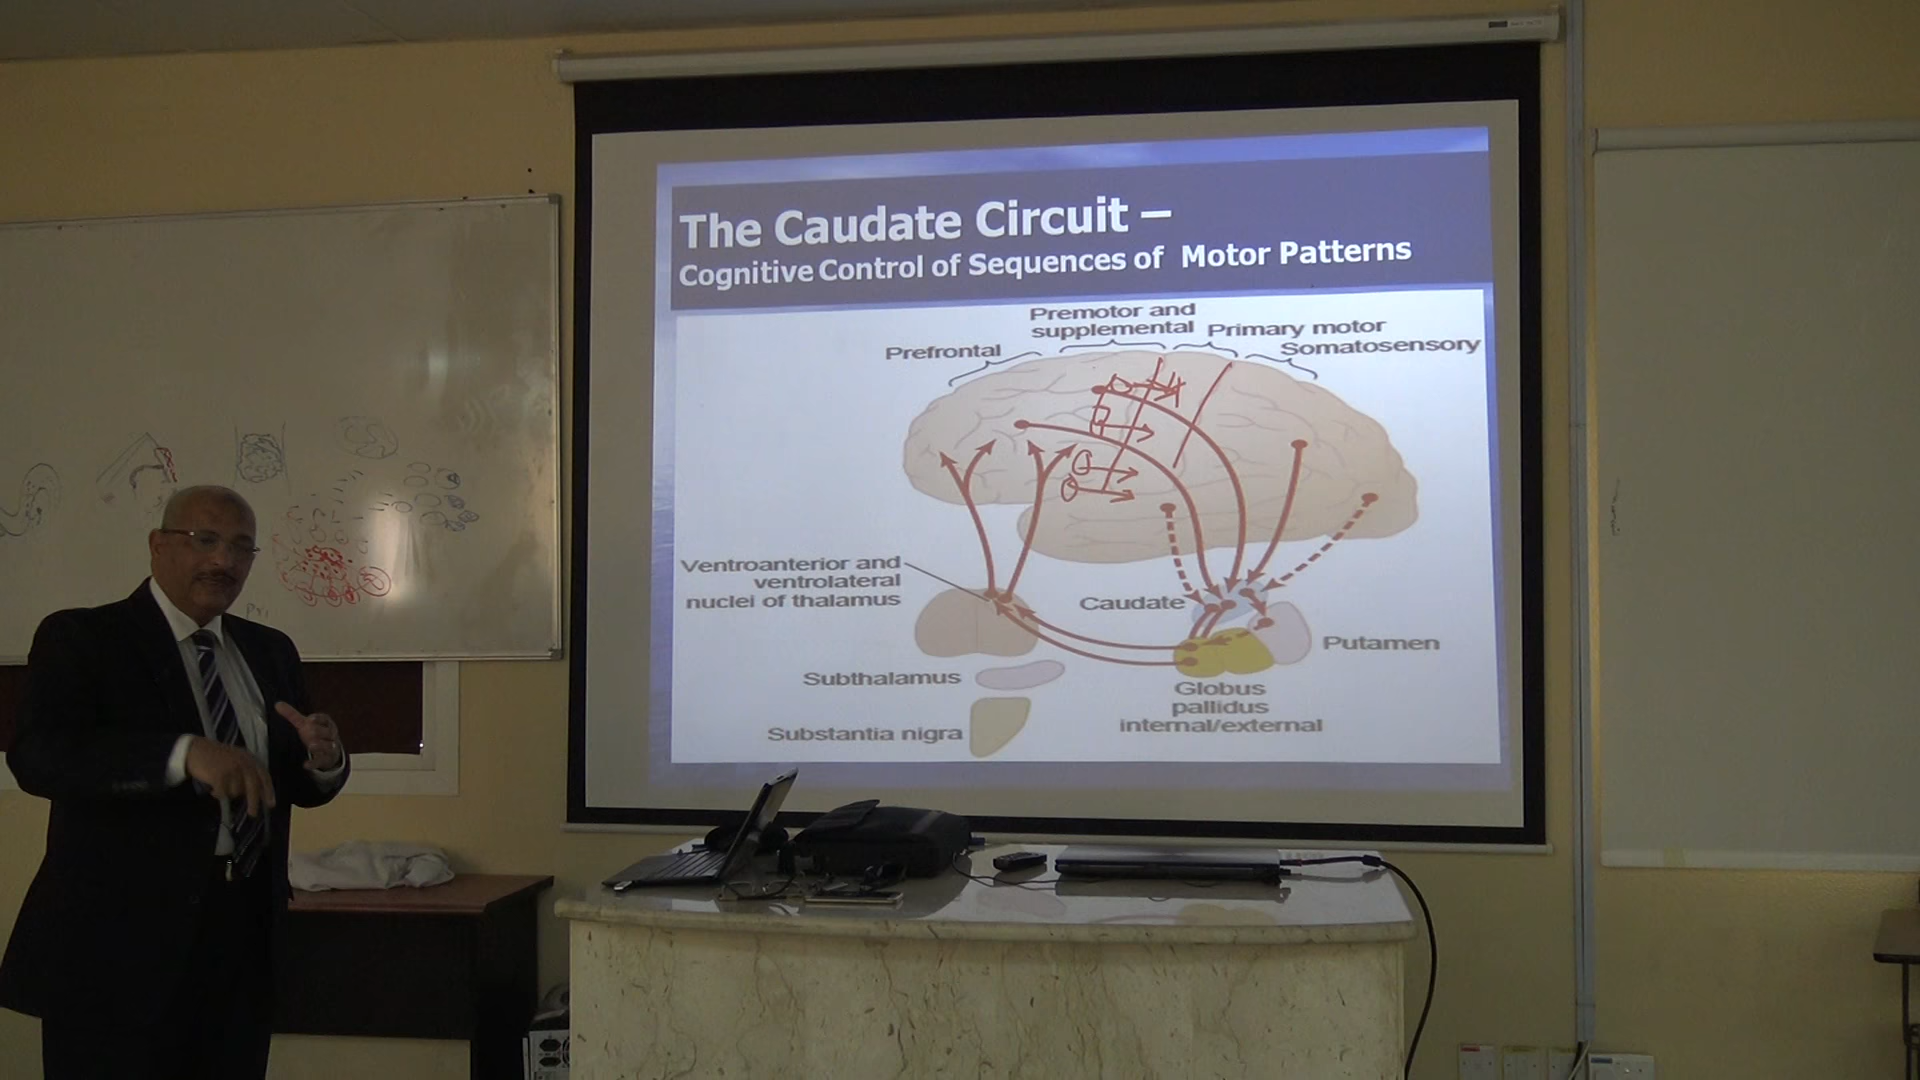 The Caudate Circuit –
Cognitive Control of Sequences of Motor Patterns
Premotor and
supplemental
Primary motor
Prefrontal
Somatosensory
Ventroanterior and
ventrolateral
nuclei of thalamus
Caudate
Putamen
Subthalamus
Globus
pallidus
internal/external
Substantia nigra